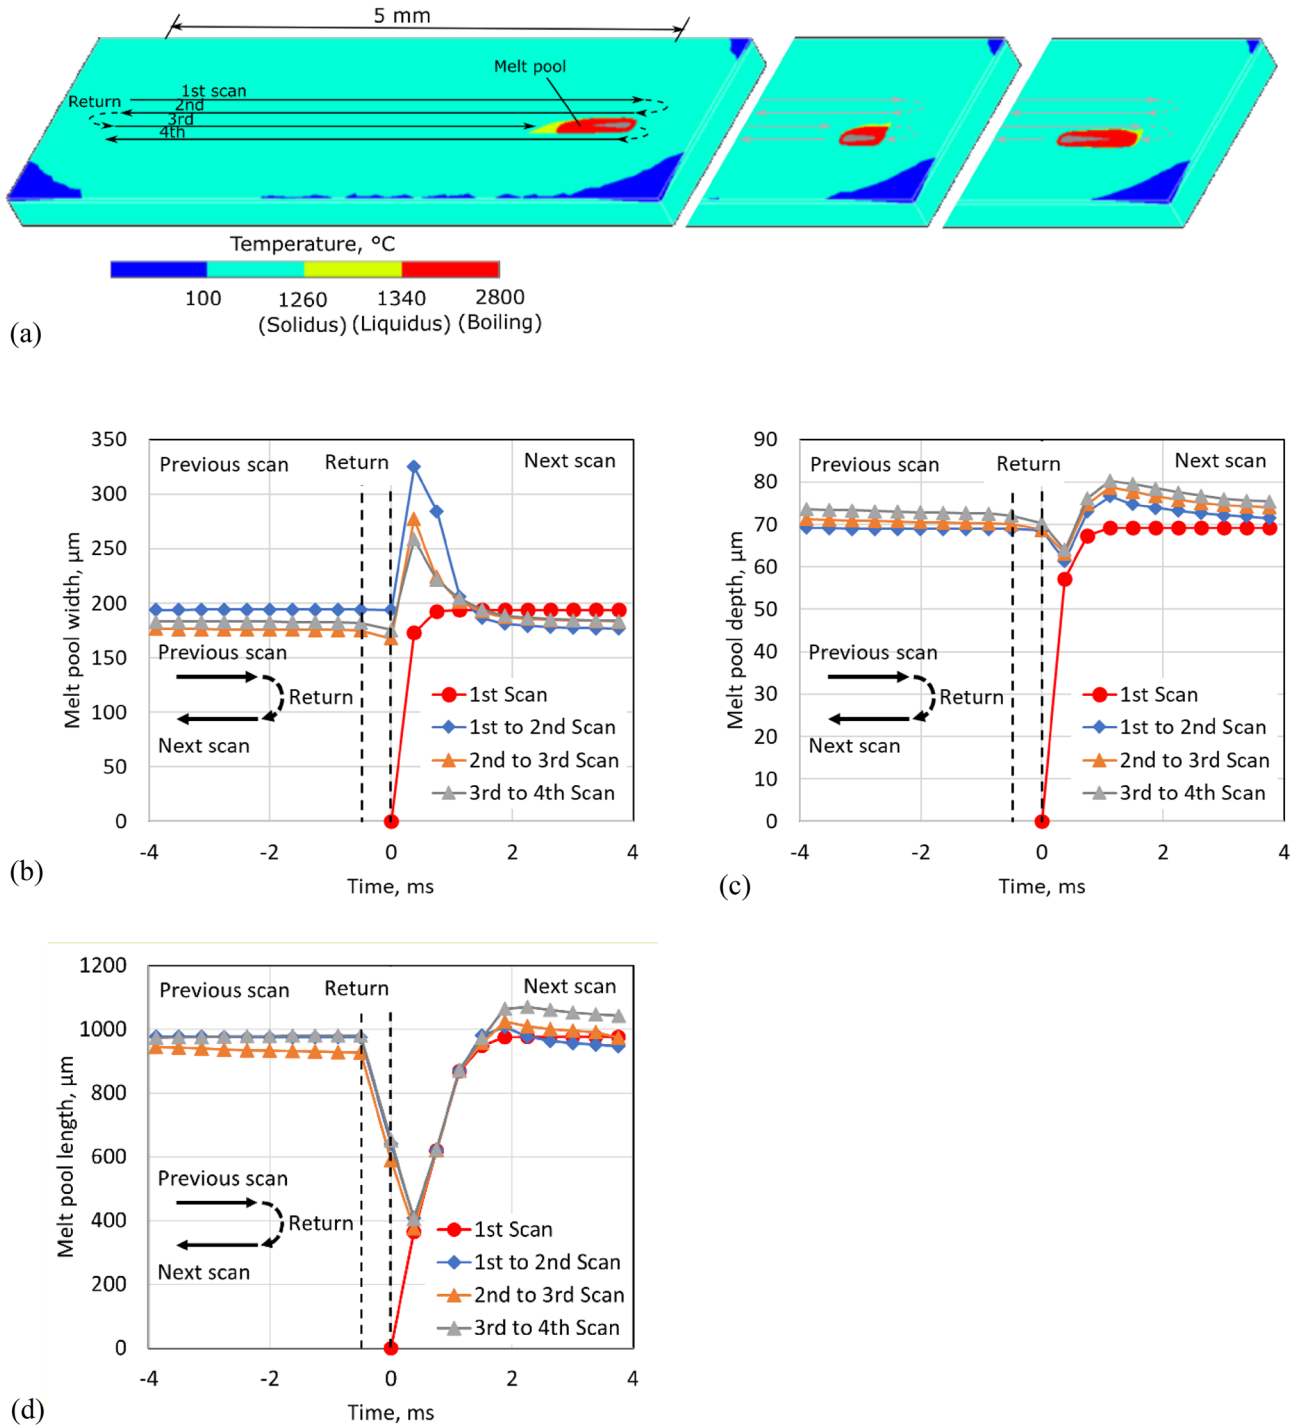 5 mm
Melt pool
1st scan
Return
2nd
3rd
4th
Temperature, °C
100 1260 1340 2800
(Solidus) (Liquidus) (Boiling)
(a)
350
300
250
200
150
100
50
0
Melt pool width, µm
Previous scan
Return
Next scan
Previous scan
Return
Next scan
1st Scan
1st to 2nd Scan
2nd to 3rd Scan
3rd to 4th Scan
-4 -2 0 2 4
Time, ms
(b)
90
80
70
60
50
40
30
20
10
0
Melt pool depth, µm
Previous scan
Return
Next scan
Previous scan
Return
Next scan
1st Scan
1st to 2nd Scan
2nd to 3rd Scan
3rd to 4th Scan
-4 -2 0 2 4
Time, ms
(c)
1200
1000
800
600
400
200
0
Melt pool length, µm
Previous scan
Return
Next scan
Previous scan
Return
Next scan
1st Scan
1st to 2nd Scan
2nd to 3rd Scan
3rd to 4th Scan
-4 -2 0 2 4
Time, ms
(d)